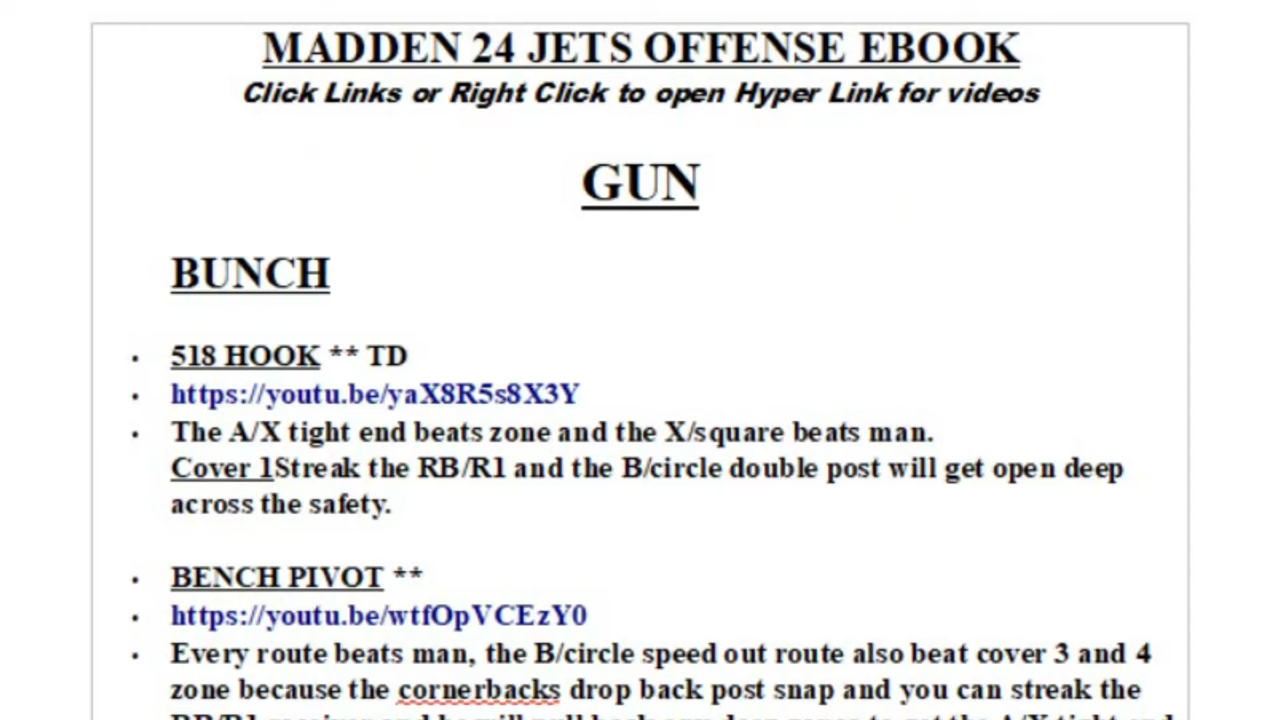 MADDEN 24 JETS OFFENSE EBOOK
Click Links or Right Click to open Hyper Link for videos
GUN
BUNCH
• 518 HOOK ** TD
• https://youtu.be/yaX8R5s8X3Y
• The A/X tight end beats zone and the X/square beats man.
Cover 1Streak the RB/R1 and the B/circle double post will get open deep
across the safety.
• BENCH PIVOT **
• https://youtu.be/wtfOpVCEzY0
• Every route beats man, the B/circle speed out route also beat cover 3 and 4
zone because the cornerbacks drop back post snap and you can streak the